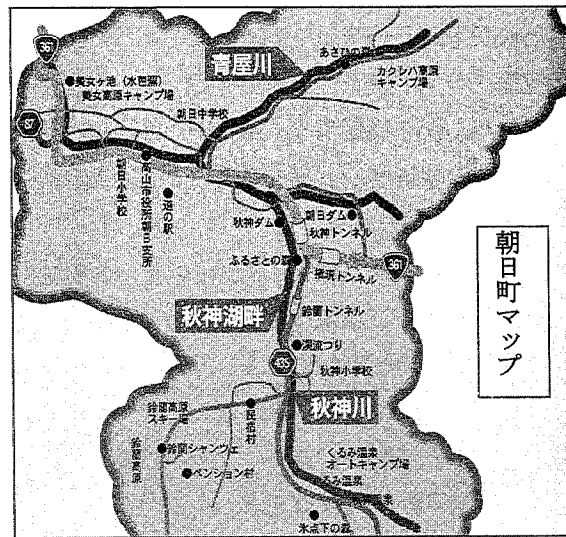 朝日町マップ
361
青屋川
あさひの森
カクシハ高原
キャンプ場
美女ヶ池（水芭蕉）
美女高原キャンプ場
朝日中学校
朝日小学校
高山市役所朝日支所
道の駅
秋神ダム
朝日ダム
秋神トンネル
ふるさとの森
361
トンネル
秋神湖畔
鈴蘭トンネル
渓流つり
435
秋神小学校
秋神川
鈴蘭高原
スキー場
民宿村
鈴蘭高原
鈴蘭シャンツェ
ペンション村
くるみ温泉
オートキャンプ場
くるみ温泉
氷点下の森